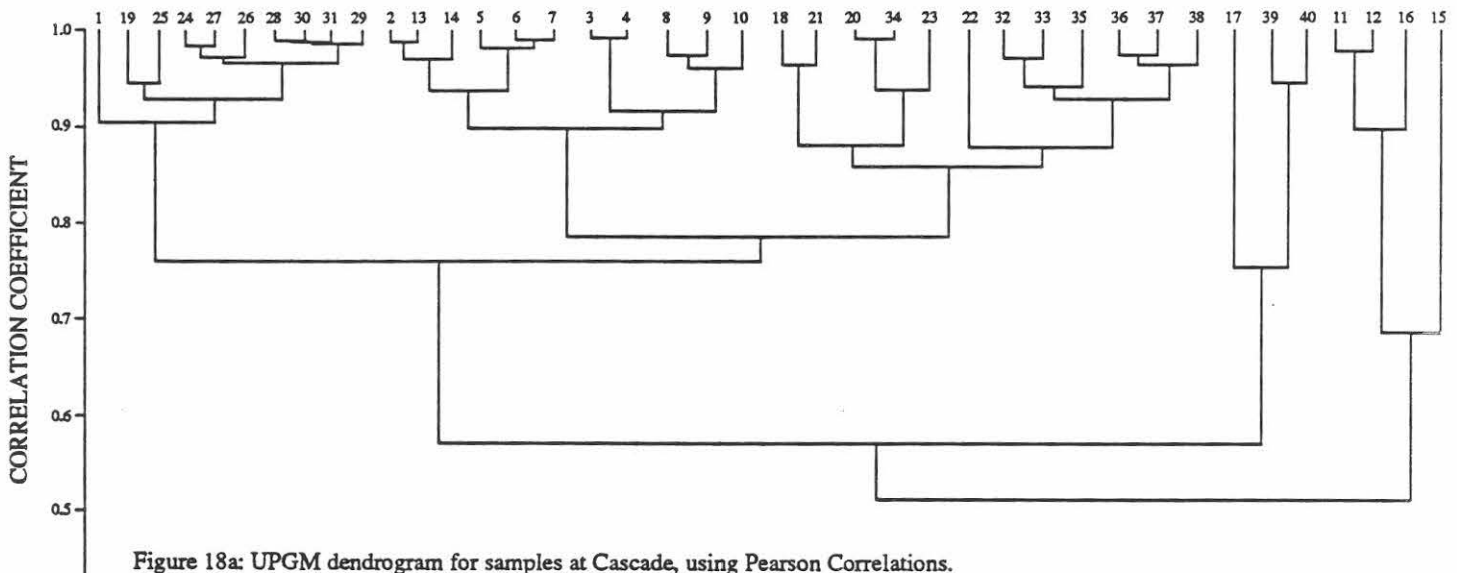 1 19 25 24 27 26 28 30 31 29 2 13 14 5 6 7 3 4 8 9 10 18 21 20 34 23 22 32 33 35 36 37 38 17 39 40 11 12 16 15
1.0
0.9
0.8
0.7
0.6
0.5
CORRELATION COEFFICIENT
Figure 18a: UPGM dendrogram for samples at Cascade, using Pearson Correlations.